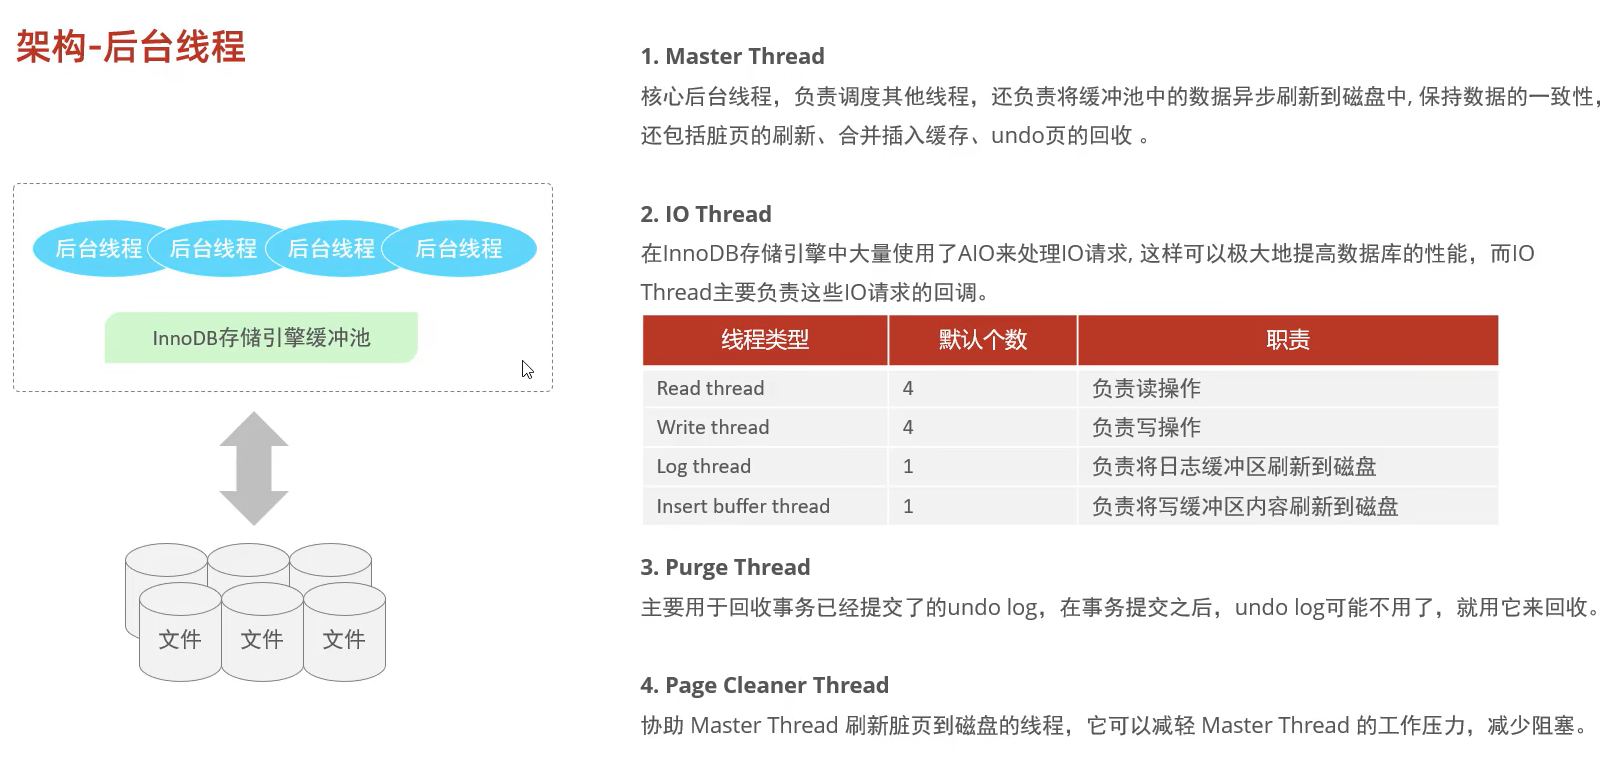 架构-后台线程
后台线程 后台线程 后台线程 后台线程
InnoDB存储引擎缓冲池
文件 文件 文件
1. Master Thread
核心后台线程，负责调度其他线程，还负责将缓冲池中的数据异步刷新到磁盘中, 保持数据的一致性，
还包括脏页的刷新、合并插入缓存、undo页的回收 。
2. IO Thread
在InnoDB存储引擎中大量使用了AIO来处理IO请求, 这样可以极大地提高数据库的性能，而IO
Thread主要负责这些IO请求的回调。
线程类型 默认个数 职责
Read thread 4 负责读操作
Write thread 4 负责写操作
Log thread 1 负责将日志缓冲区刷新到磁盘
Insert buffer thread 1 负责将写缓冲区内容刷新到磁盘
3. Purge Thread
主要用于回收事务已经提交了的undo log，在事务提交之后，undo log可能不用了，就用它来回收。
4. Page Cleaner Thread
协助 Master Thread 刷新脏页到磁盘的线程，它可以减轻 Master Thread 的工作压力，减少阻塞。